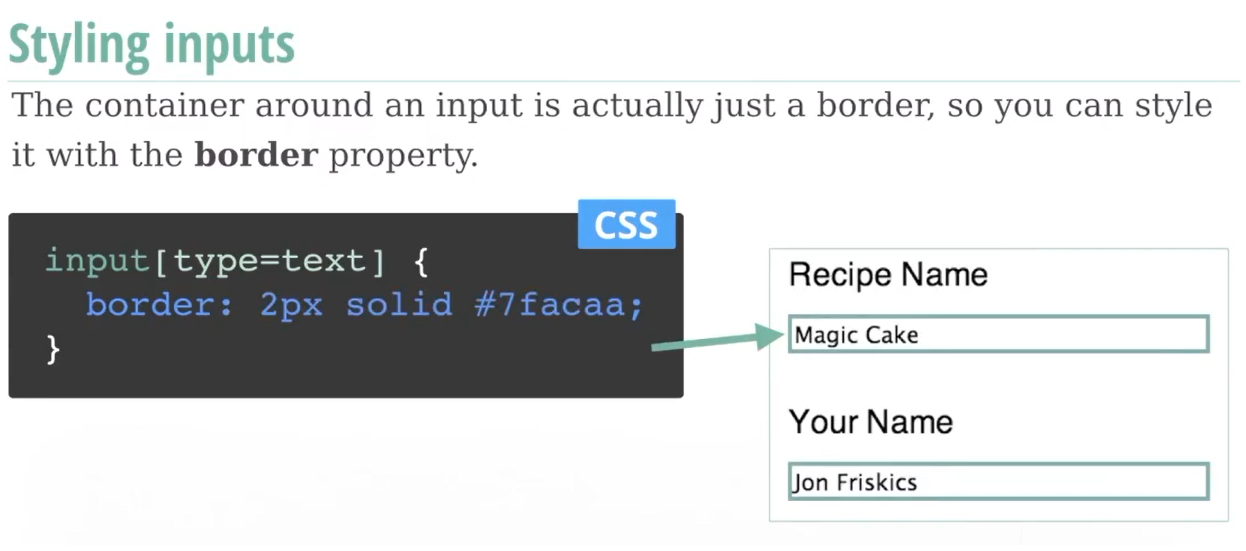 Styling inputs
The container around an input is actually just a border, so you can style
it with the border property.
CSS
input[type=text] {
  border: 2px solid #7facaa;
}
Recipe Name
Magic Cake
Your Name
Jon Friskics